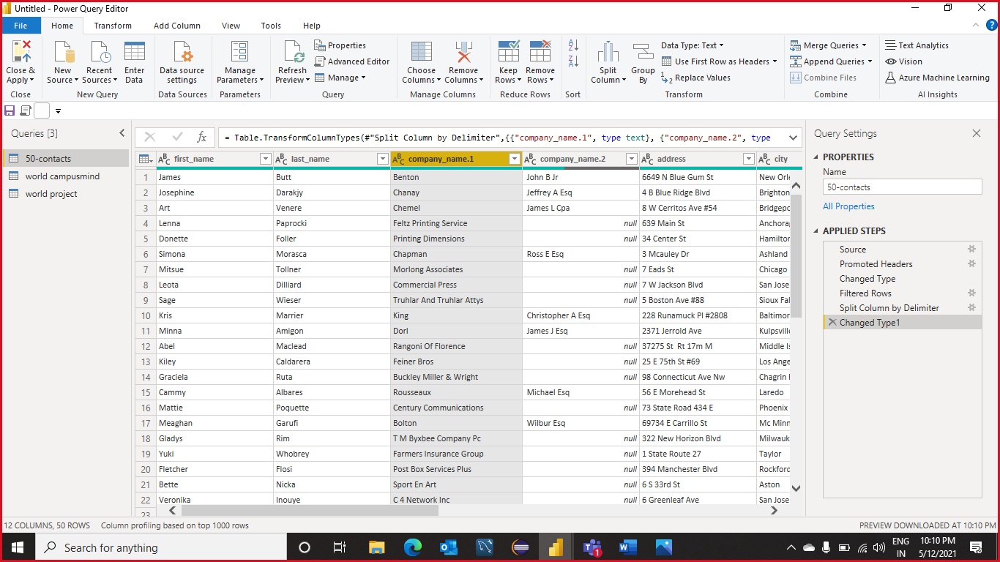 Untitled - Power Query Editor
File Home Transform Add Column View Tools Help
Close & Apply
New Source
Recent Sources
Enter Data
Data source settings
Manage Parameters
Refresh Preview
Properties
Advanced Editor
Manage
Choose Columns
Remove Columns
Keep Rows
Remove Rows
Split Column
Group By
Data Type: Text
Use First Row as Headers
Replace Values
Merge Queries
Append Queries
Combine Files
Text Analytics
Vision
Azure Machine Learning
Close New Query Data Sources Parameters Query Manage Columns Reduce Rows Sort Transform Combine AI Insights
Queries [3]
50-contacts
world campusmind
world project
fx = Table.TransformColumnTypes(#"Split Column by Delimiter",{{"company_name.1", type text}, {"company_name.2", type
first_name last_name company_name.1 company_name.2 address city
1 James Butt Benton John B Jr 6649 N Blue Gum St New Orle
2 Josephine Darakjy Chanay Jeffrey A Esq 4 B Blue Ridge Blvd Brighton
3 Art Venere Chemel James L Cpa 8 W Cerritos Ave #54 Bridgepo
4 Lenna Paprocki Feltz Printing Service null 639 Main St Anchora
5 Donette Foller Printing Dimensions null 34 Center St Hamilton
6 Simona Morasca Chapman Ross E Esq 3 Mcauley Dr Ashland
7 Mitsue Tollner Morlong Associates null 7 Eads St Chicago
8 Leota Dilliard Commercial Press null 7 W Jackson Blvd San Jose
9 Sage Wieser Truhlar And Truhlar Attys null 5 Boston Ave #88 Sioux Fal
10 Kris Marrier King Christopher A Esq 228 Runamuck Pl #2808 Baltimor
11 Minna Amigon Dorl James J Esq 2371 Jerrold Ave Kulpsvill
12 Abel Maclead Rangoni Of Florence null 37275 St Rt 17m M Middle Is
13 Kiley Caldarera Feiner Bros null 25 E 75th St #69 Los Ange
14 Graciela Ruta Buckley Miller & Wright null 98 Connecticut Ave Nw Chagrin
15 Cammy Albares Rousseaux Michael Esq 56 E Morehead St Laredo
16 Mattie Poquette Century Communications null 73 State Road 434 E Phoenix
17 Meaghan Garufi Bolton Wilbur Esq 69734 E Carrillo St Mc Minn
18 Gladys Rim T M Byxbee Company Pc null 322 New Horizon Blvd Milwauk
19 Yuki Whobrey Farmers Insurance Group null 1 State Route 27 Taylor
20 Fletcher Flosi Post Box Services Plus null 394 Manchester Blvd Rockford
21 Bette Nicka Sport En Art null 6 S 33rd St Aston
22 Veronika Inouye C 4 Network Inc null 6 Greenleaf Ave San Jose
23
Query Settings
PROPERTIES
Name
50-contacts
All Properties
APPLIED STEPS
Source
Promoted Headers
Changed Type
Filtered Rows
Split Column by Delimiter
Changed Type1
12 COLUMNS, 50 ROWS Column profiling based on top 1000 rows PREVIEW DOWNLOADED AT 10:10 PM
Search for anything
1
ENG
IN
10:10 PM
5/12/2021